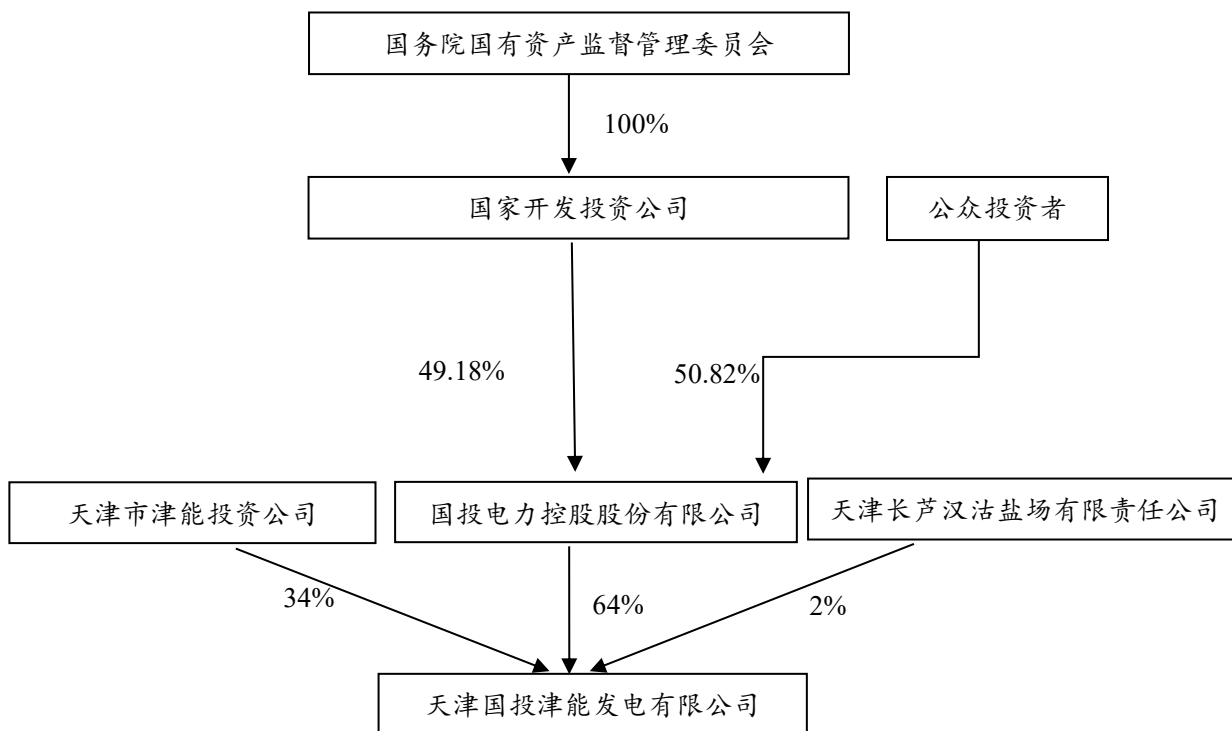 国务院国有资产监督管理委员会
100%
国家开发投资公司
公众投资者
49.18%
50.82%
天津市津能投资公司
国投电力控股股份有限公司
天津长芦汉沽盐场有限责任公司
34%
64%
2%
天津国投津能发电有限公司